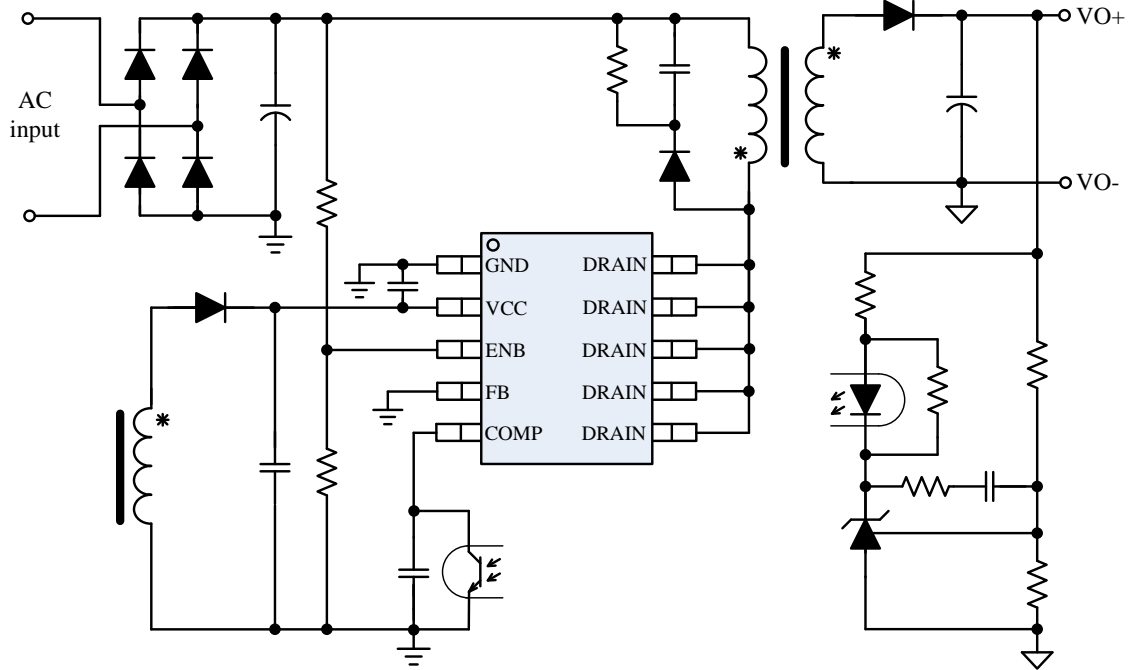 VO+
AC
input
VO-
GND DRAIN
VCC DRAIN
ENB DRAIN
FB DRAIN
COMP DRAIN